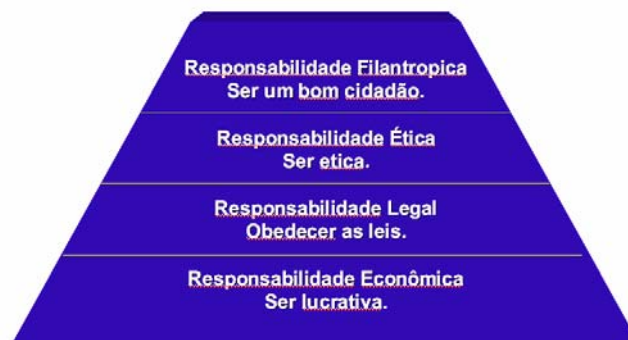 Responsabilidade Filantropica
Ser um bom cidadão.
Responsabilidade Ética
Ser etica.
Responsabilidade Legal
Obedecer as leis.
Responsabilidade Econômica
Ser lucrativa.